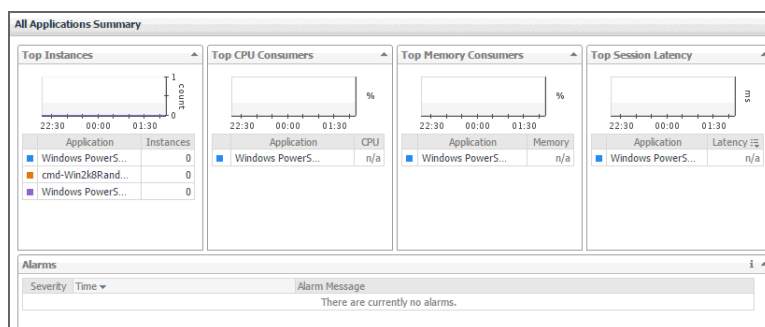 All Applications Summary
Top Instances
1
count
0
22:30 00:00 01:30
Application Instances
Windows PowerS... 0
cmd-Win2k8Rand... 0
Windows PowerS... 0
Top CPU Consumers
%
22:30 00:00 01:30
Application CPU
Windows PowerS... n/a
Top Memory Consumers
%
22:30 00:00 01:30
Application Memory
Windows PowerS... n/a
Top Session Latency
ms
22:30 00:00 01:30
Application Latency
Windows PowerS... n/a
Alarms
Severity Time Alarm Message
There are currently no alarms.